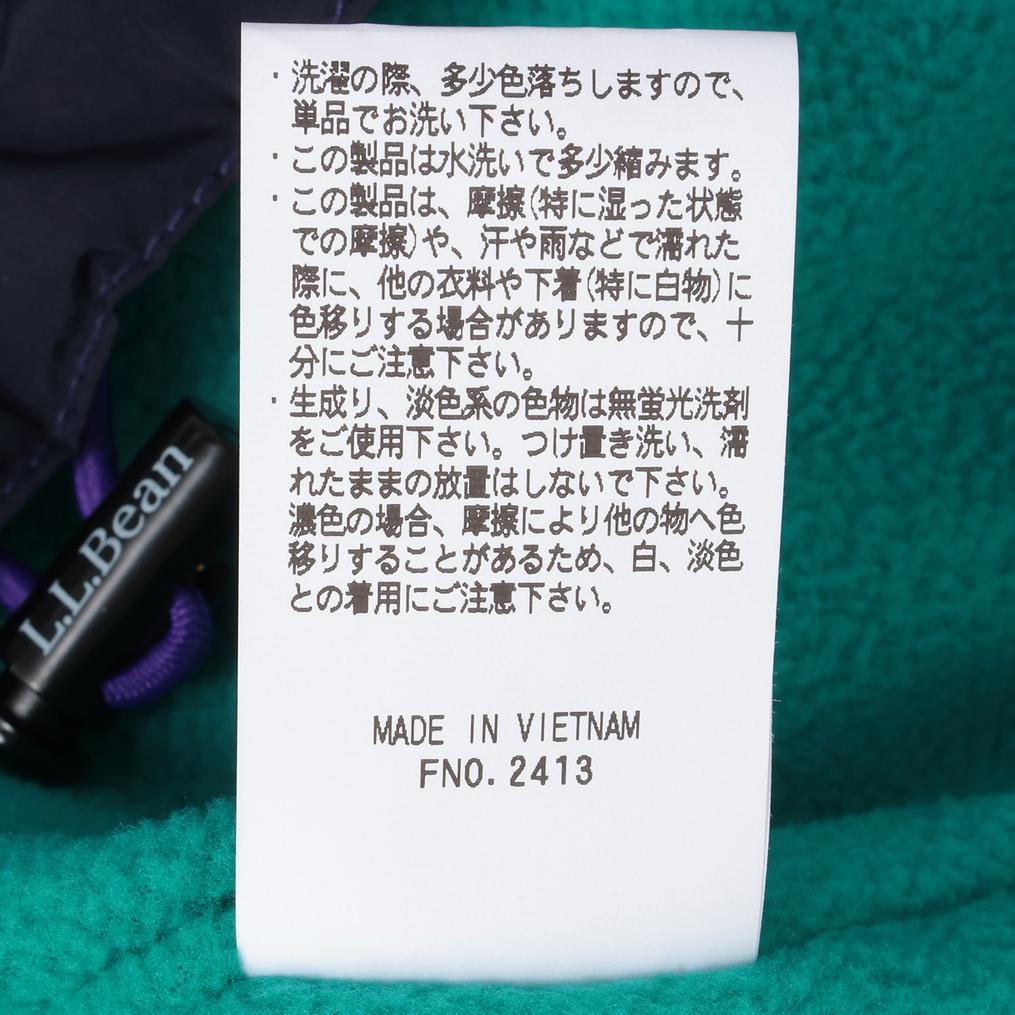 ・洗濯の際、多少色落ちしますので、
単品でお洗い下さい。
・この製品は水洗いで多少縮みます。
・この製品は、摩擦(特に湿った状態
での摩擦)や、汗や雨などで濡れた
際に、他の衣料や下着(特に白物)に
色移りする場合がありますので、十
分にご注意下さい。
・生成り、淡色系の色物は無蛍光洗剤
をご使用下さい。つけ置き洗い、濡
れたままの放置はしないで下さい。
濃色の場合、摩擦により他の物へ色
移りすることがあるため、白、淡色
との着用にご注意下さい。
MADE IN VIETNAM
FNO. 2413
L.L.Bean